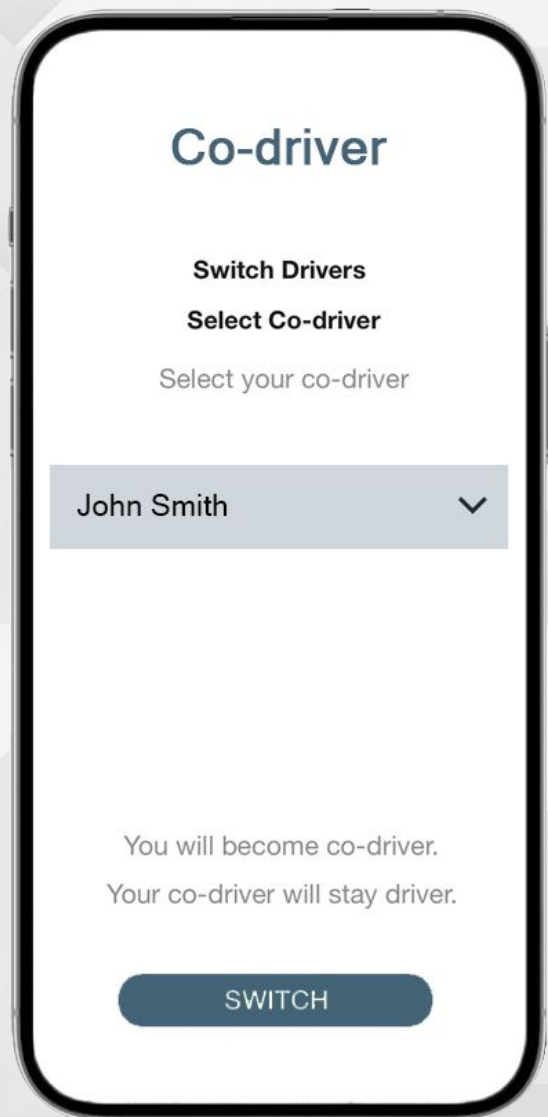 Co-driver
Switch Drivers
Select Co-driver
Select your co-driver
John Smith
You will become co-driver.
Your co-driver will stay driver.
SWITCH